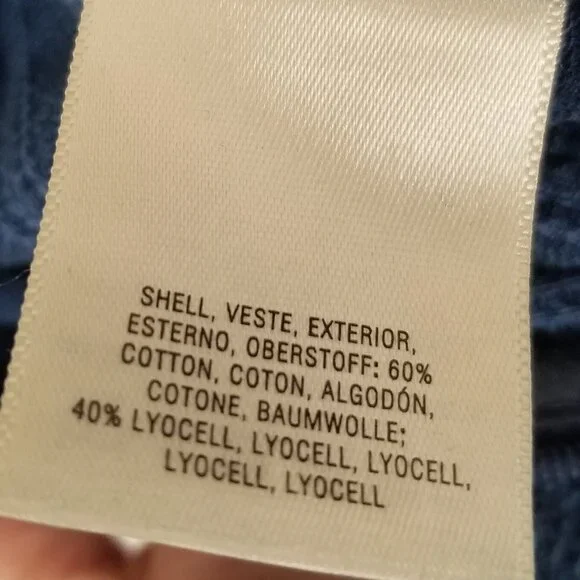 SHELL, VESTE, EXTERIOR,
ESTERNO, OBERSTOFF: 60%
COTTON, COTON, ALGODÓN,
COTONE, BAUMWOLLE;
40% LYOCELL, LYOCELL, LYOCELL,
LYOCELL, LYOCELL